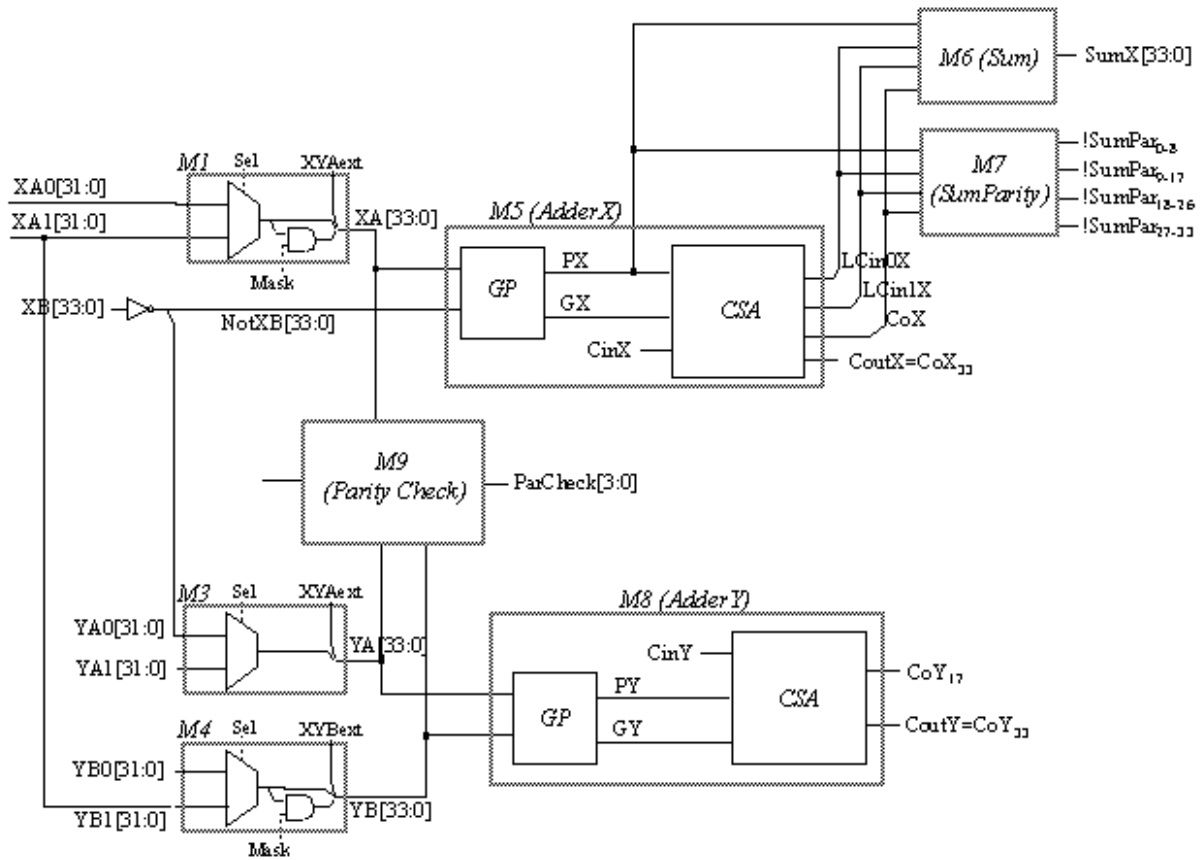 M6 (Sum)
SumX[33:0]
M1
Sel
XYAext
XA0[31:0]
XA1[31:0]
XA[33:0]
Mask
XB[33:0]
NotXB[33:0]
M5 (Adder X)
GP
PX
GX
CinX
CSA
LCin0X
LCin1X
CoX
CoutX=CoX33
M7
(SumParity)
!SumPar0-8
!SumPar9-17
!SumPar18-26
!SumPar27-33
M9
(Parity Check)
ParCheck[3:0]
M3
Sel
XYAext
YA0[31:0]
YA1[31:0]
YA[33:0]
M8 (Adder Y)
CinY
GP
PY
GY
CSA
CoY17
CoutY=CoY33
M4
Sel
XYBext
YB0[31:0]
YB1[31:0]
YB[33:0]
Mask